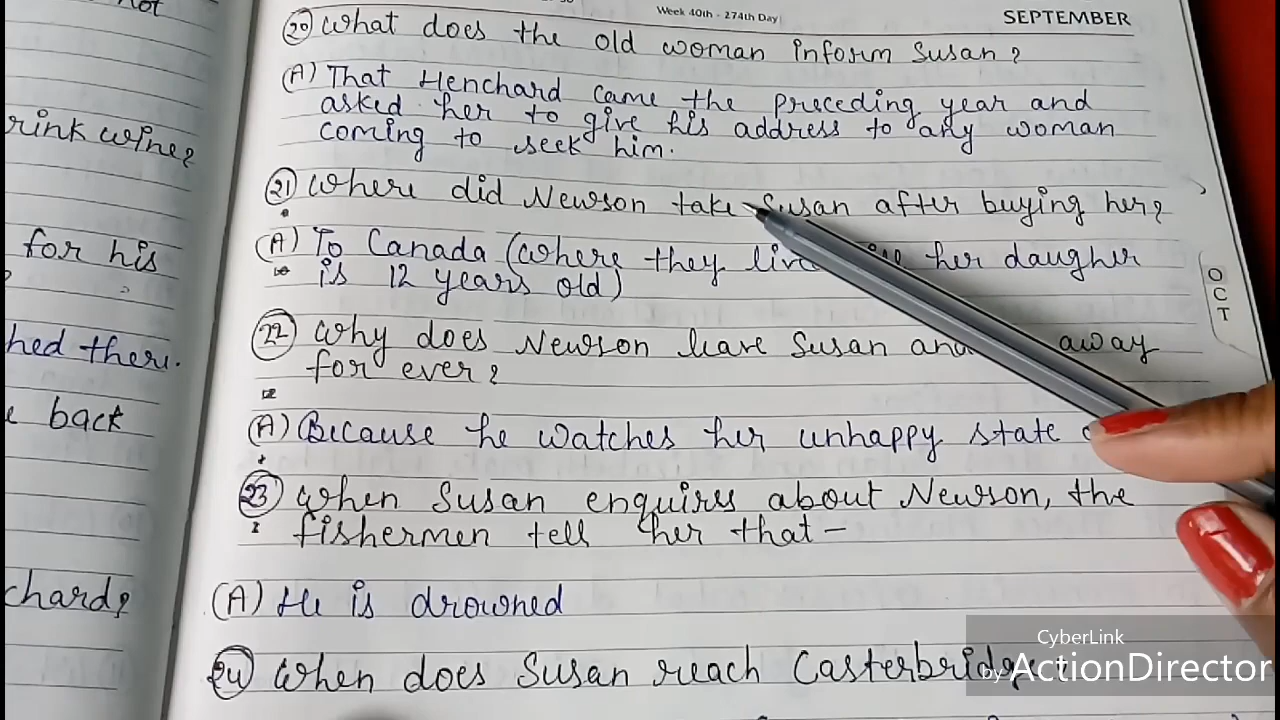 not
rink wine?
for his
hed there.
e back
chard?
Week 40th - 274th Day
SEPTEMBER
20 What does the old woman inform Susan?
(A) That Henchard came the preceding year and
asked her to give his address to any woman
coming to seek him.
21 Where did Newson take Susan after buying her?
(A) To Canada (where they her daugher
is 12 years old)
22 Why does Newson leave Susan away
for ever?
(A) Because he watches her unhappy state
23 When Susan enquires about Newson, the
fishermen tell her that -
(A) He is drowned
24 When does Susan reach Casterbridge
OCT
CyberLink
by ActionDirector